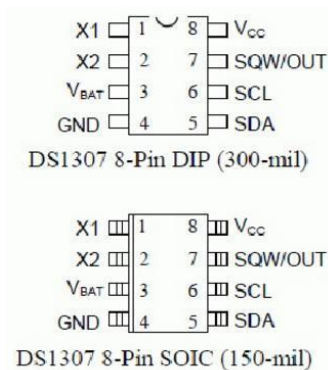 X1 1 8 VCC
X2 2 7 SQW/OUT
VBAT 3 6 SCL
GND 4 5 SDA
DS1307 8-Pin DIP (300-mil)
X1 1 8 VCC
X2 2 7 SQW/OUT
VBAT 3 6 SCL
GND 4 5 SDA
DS1307 8-Pin SOIC (150-mil)